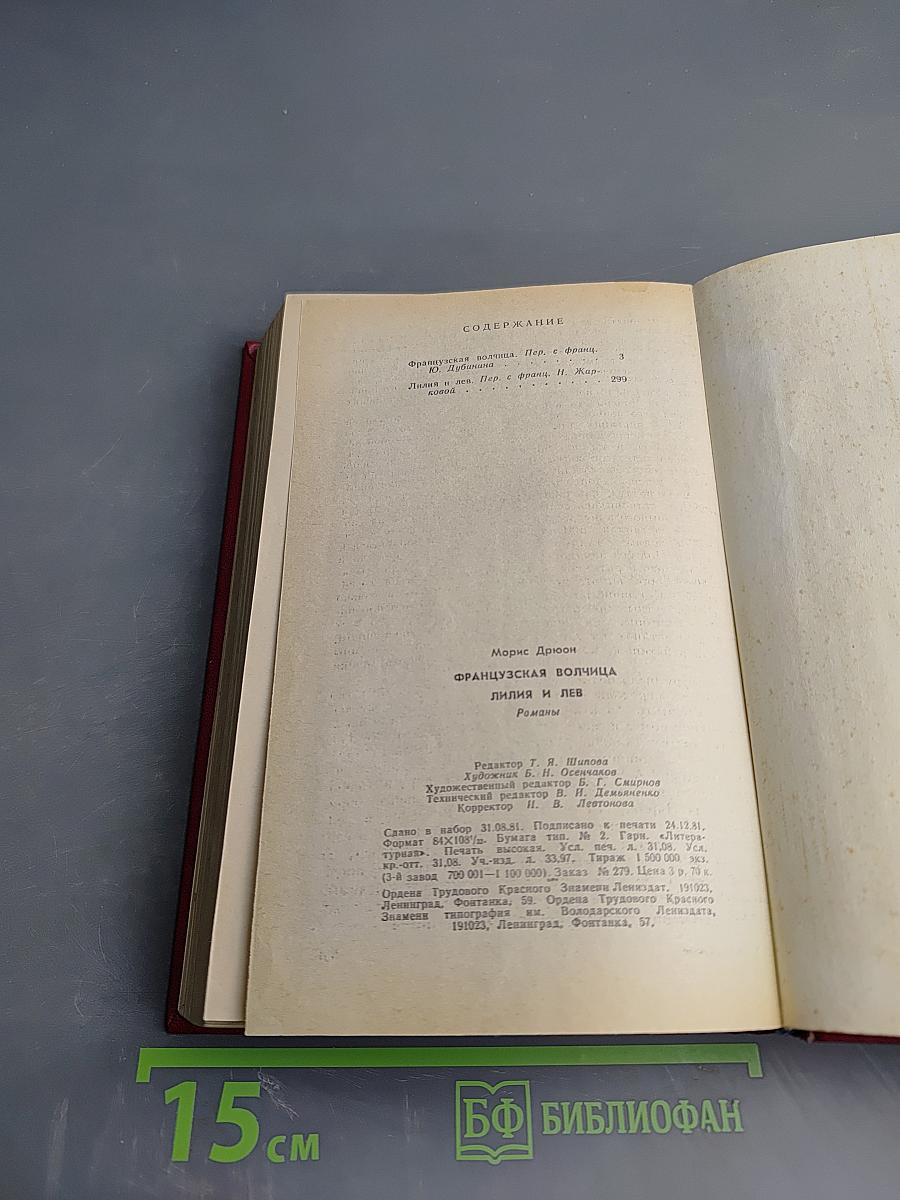 СОДЕРЖАНИЕ
Французская волчица. Пер. с франц.
Ю. Дубинина . . . . . . . . 3
Лилия и лев. Пер. с франц. Н. Жар-
ковой . . . . . . . . . . 299
Морис Дрюон
ФРАНЦУЗСКАЯ ВОЛЧИЦА
ЛИЛИЯ И ЛЕВ
Романы
Редактор Т. Я. Шипова
Художник Б. Н. Осенчаков
Художественный редактор Б. Г. Смирнов
Технический редактор В. И. Демьяненко
Корректор И. В. Левтонова
Сдано в набор 31.08.81. Подписано к печати 24.12.81.
Формат 84×108¹/₃₂. Бумага тип. № 2. Гарн. «Литера-
турная». Печать высокая. Усл. печ. л. 31,08. Усл.
кр.-отт. 31,08. Уч.-изд. л. 33,97. Тираж 1 500 000 экз.
(3-й завод 700 001—1 100 000). Заказ № 279. Цена 3 р. 70 к.
Ордена Трудового Красного Знамени Лениздат, 191023,
Ленинград, Фонтанка, 59. Ордена Трудового Красного
Знамени типография им. Володарского Лениздата,
191023, Ленинград, Фонтанка, 57.
15 см
БФ БИБЛИОФАН